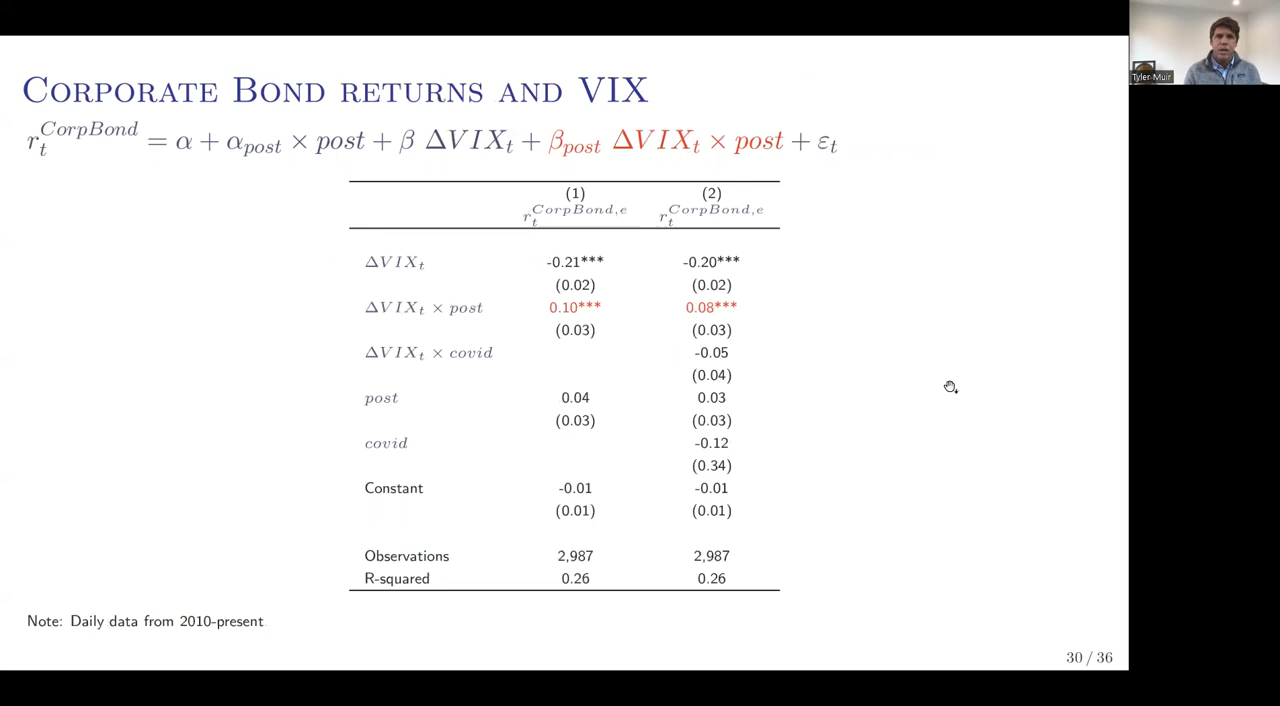 Tyler Muir
CORPORATE BOND RETURNS AND VIX
r_t^{CorpBond} = α + α_{post} × post + β ΔVIX_t + β_{post} ΔVIX_t × post + ε_t
(1) (2)
r_t^{CorpBond,e} r_t^{CorpBond,e}
ΔVIX_t -0.21*** -0.20***
(0.02) (0.02)
ΔVIX_t × post 0.10*** 0.08***
(0.03) (0.03)
ΔVIX_t × covid -0.05
(0.04)
post 0.04 0.03
(0.03) (0.03)
covid -0.12
(0.34)
Constant -0.01 -0.01
(0.01) (0.01)
Observations 2,987 2,987
R-squared 0.26 0.26
Note: Daily data from 2010-present
30 / 36